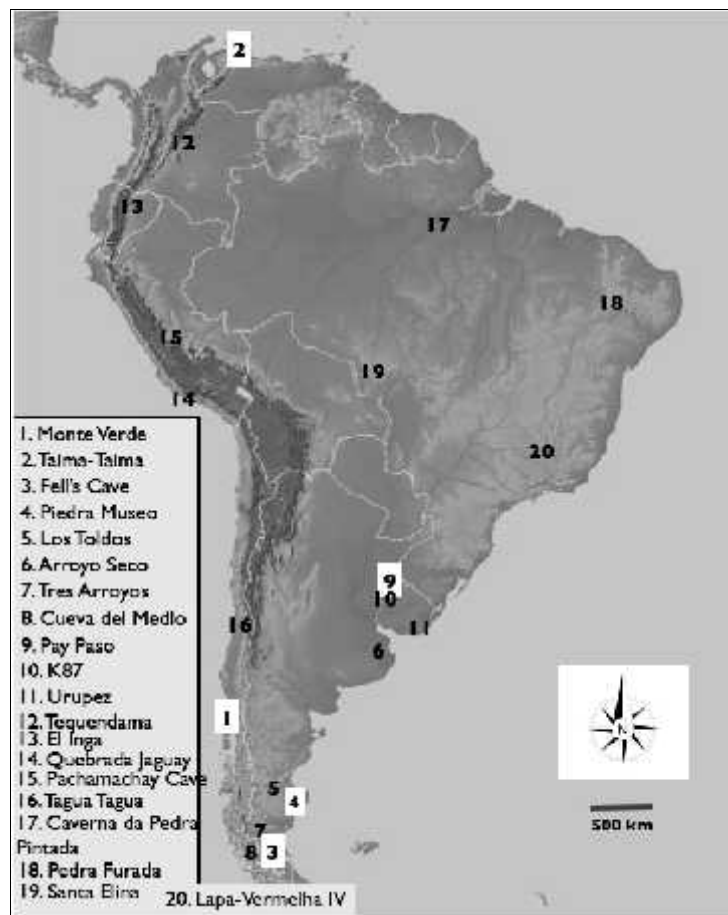 2
12
13
17
18
15
19
14
20
9
10
16
11
6
1
5
4
7
8
3
1. Monte Verde
2. Taima-Taima
3. Fell's Cave
4. Piedra Museo
5. Los Toldos
6. Arroyo Seco
7. Tres Arroyos
8. Cueva del Medio
9. Pay Paso
10. K87
11. Urupez
12. Tequendama
13. El Inga
14. Quebrada Jaguay
15. Pachamachay Cave
16. Tagua Tagua
17. Caverna da Pedra
Pintada
18. Pedra Furada
19. Santa Elina
20. Lapa-Vermelha IV
N
500 km